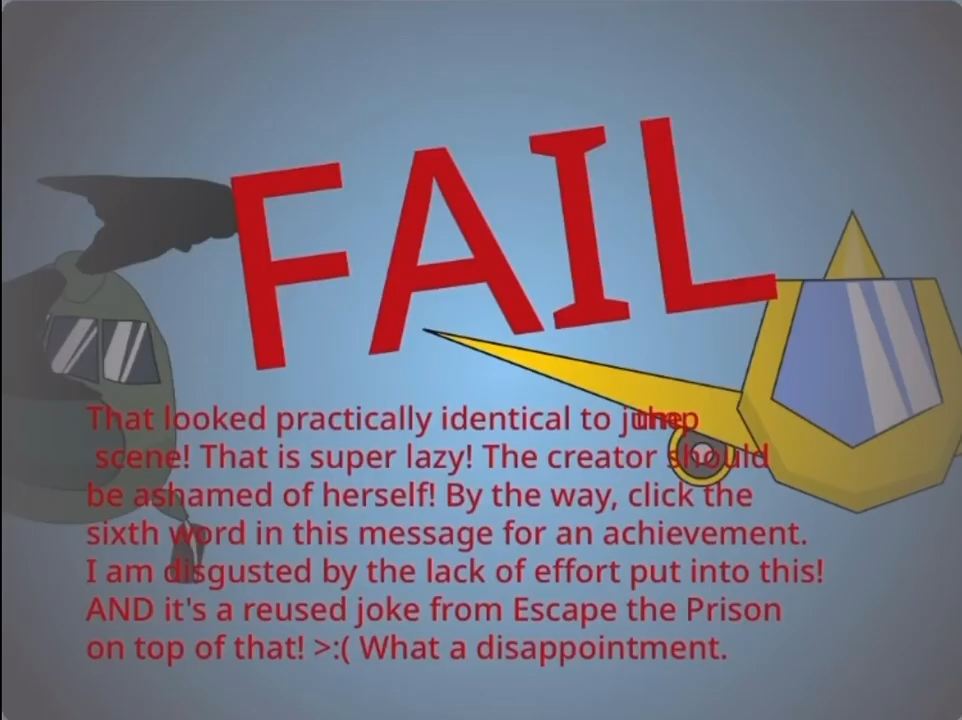 FAIL
That looked practically identical to the jump
scene! That is super lazy! The creator should
be ashamed of herself! By the way, click the
sixth word in this message for an achievement.
I am disgusted by the lack of effort put into this!
AND it's a reused joke from Escape the Prison
on top of that! >:( What a disappointment.